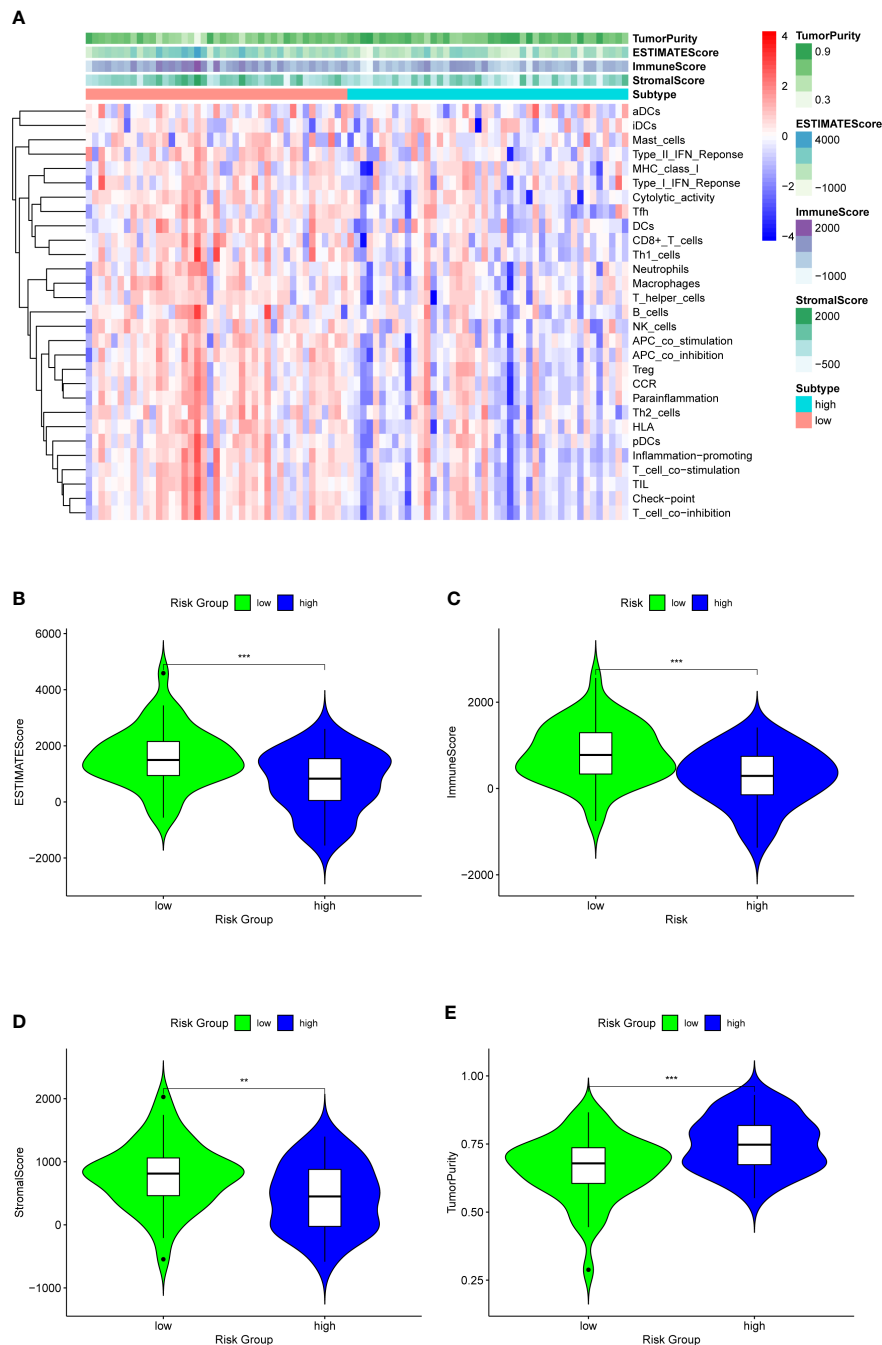 A
TumorPurity
ESTIMATEScore
ImmuneScore
StromalScore
Subtype
aDCs
iDCs
Mast_cells
Type_II_IFN_Reponse
MHC_class_I
Type_I_IFN_Reponse
Cytolytic_activity
Tfh
DCs
CD8+_T_cells
Th1_cells
Neutrophils
Macrophages
T_helper_cells
B_cells
NK_cells
APC_co_stimulation
APC_co_inhibition
Treg
CCR
Parainflammation
Th2_cells
HLA
pDCs
Inflammation−promoting
T_cell_co−stimulation
TIL
Check−point
T_cell_co−inhibition
4
2
0
−2
−4
TumorPurity
0.9
0.3
ESTIMATEScore
4000
−1000
ImmuneScore
2000
−1000
StromalScore
2000
−500
Subtype
high
low
B
Risk Group low high
6000
4000
2000
0
−2000
ESTIMATEScore
***
low high
Risk Group
C
Risk low high
2000
0
−2000
ImmuneScore
***
low high
Risk
D
Risk Group low high
2000
1000
0
−1000
StromalScore
**
low high
Risk Group
E
Risk Group low high
1.00
0.75
0.50
0.25
TumorPurity
***
low high
Risk Group